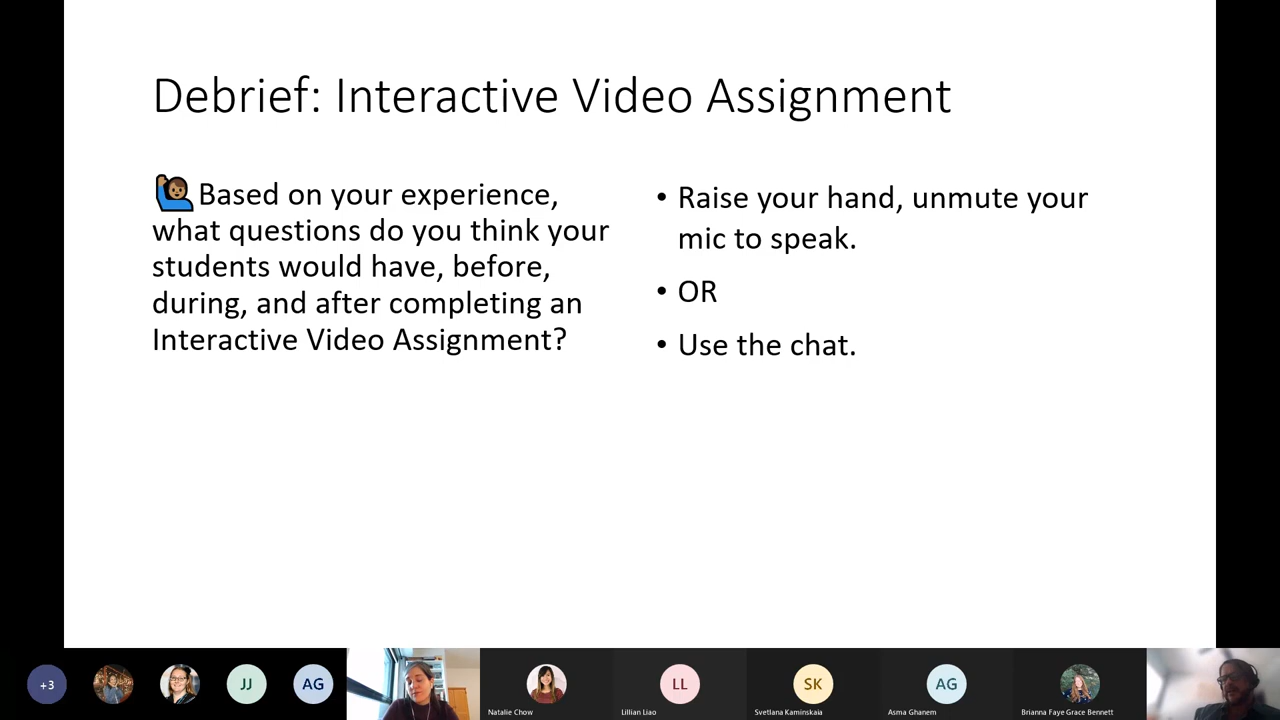 Debrief: Interactive Video Assignment
Based on your experience,
what questions do you think your
students would have, before,
during, and after completing an
Interactive Video Assignment?
• Raise your hand, unmute your
mic to speak.
• OR
• Use the chat.
+3
JJ
AG
Natalie Chow
LL
Lillian Liao
SK
Svetlana Kaminskaia
AG
Asma Ghanem
Brianna Faye Grace Bennett